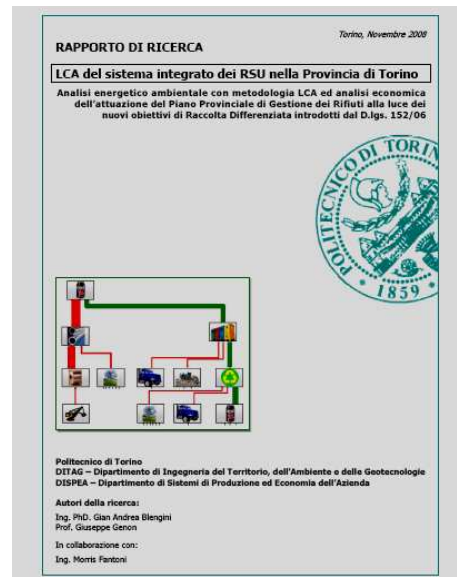 Torino, Novembre 2008
RAPPORTO DI RICERCA
LCA del sistema integrato dei RSU nella Provincia di Torino
Analisi energetico ambientale con metodologia LCA ed analisi economica
dell'attuazione del Piano Provinciale di Gestione dei Rifiuti alla luce dei
nuovi obiettivi di Raccolta Differenziata introdotti dal D.lgs. 152/06
POLITECNICO DI TORIN
1859
Politecnico di Torino
DITAG – Dipartimento di Ingegneria del Territorio, dell'Ambiente e delle Geotecnologie
DISPEA – Dipartimento di Sistemi di Produzione ed Economia dell'Azienda
Autori della ricerca:
Ing. PhD. Gian Andrea Blengini
Prof. Giuseppe Genon
In collaborazione con:
Ing. Morris Fantoni